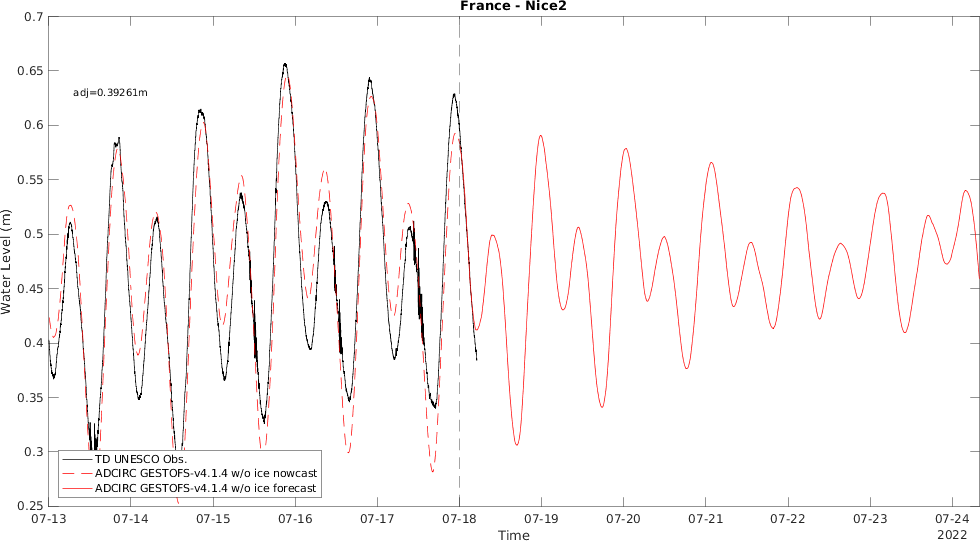 France - Nice2
0.7
0.65
0.6
0.55
0.5
0.45
0.4
0.35
0.3
0.25
Water Level (m)
adj=0.39261m
TD UNESCO Obs.
ADCIRC GESTOFS-v4.1.4 w/o ice nowcast
ADCIRC GESTOFS-v4.1.4 w/o ice forecast
07-13 07-14 07-15 07-16 07-17 07-18 07-19 07-20 07-21 07-22 07-23 07-24
Time
2022